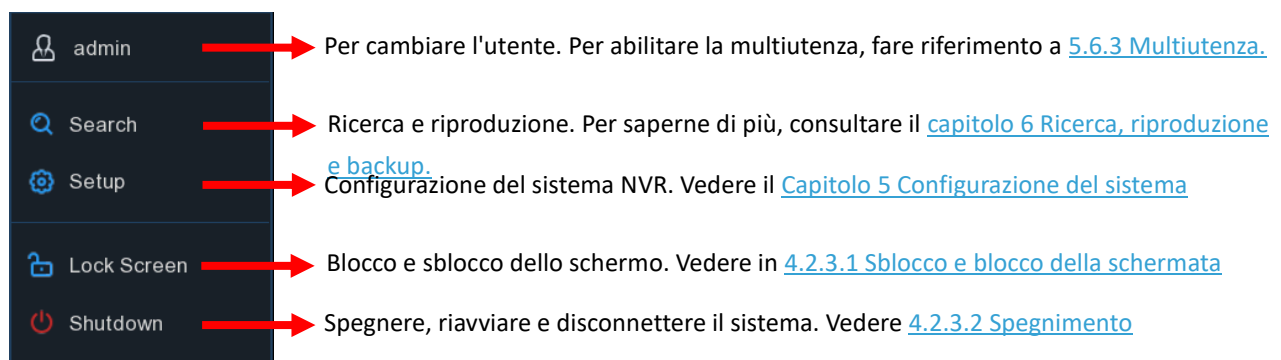 admin Per cambiare l'utente. Per abilitare la multiutenza, fare riferimento a 5.6.3 Multiutenza.
Search Ricerca e riproduzione. Per saperne di più, consultare il capitolo 6 Ricerca, riproduzione
e backup.
Setup Configurazione del sistema NVR. Vedere il Capitolo 5 Configurazione del sistema
Lock Screen Blocco e sblocco dello schermo. Vedere in 4.2.3.1 Sblocco e blocco della schermata
Shutdown Spegnere, riavviare e disconnettere il sistema. Vedere 4.2.3.2 Spegnimento